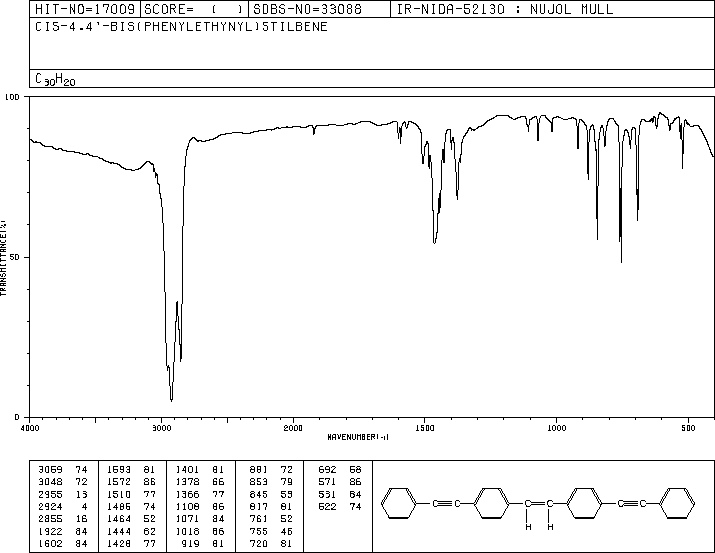 HIT-NO=17009 SCORE= ( ) SDBS-NO=33088 IR-NIDA-52130 : NUJOL MULL
CIS-4.4'-BIS(PHENYLETHYNYL)STILBENE
C30H20
100
50
0
TRANSMITTANCE(%)
4000 3000 2000 1500 1000 500
WAVENUMBER(-1)
3069 74 1593 81 1401 81 881 72 692 58
3048 72 1572 86 1378 66 853 79 571 86
2955 13 1510 77 1366 77 845 53 531 84
2924 4 1486 74 1108 86 817 81 522 74
2855 16 1464 52 1071 84 761 52
1922 84 1444 62 1018 86 755 46
1602 84 1428 77 919 81 720 81
H H